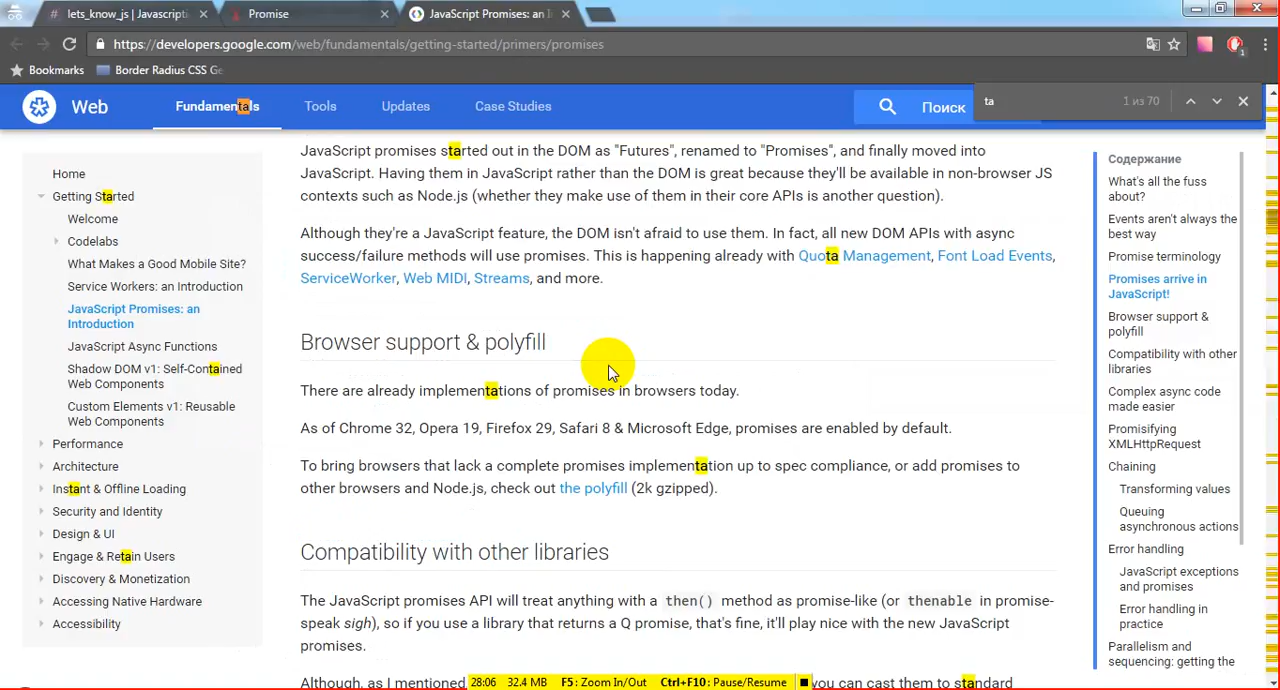 # lets_know_js | Javascript
Promise
JavaScript Promises: an I
https://developers.google.com/web/fundamentals/getting-started/primers/promises
1
Bookmarks
Border Radius CSS Ge
Web
Fundamentals
Tools
Updates
Case Studies
Поиск
ta
1 из 70
Home
Getting Started
Welcome
Codelabs
What Makes a Good Mobile Site?
Service Workers: an Introduction
JavaScript Promises: an
Introduction
JavaScript Async Functions
Shadow DOM v1: Self-Contained
Web Components
Custom Elements v1: Reusable
Web Components
Performance
Architecture
Instant & Offline Loading
Security and Identity
Design & UI
Engage & Retain Users
Discovery & Monetization
Accessing Native Hardware
Accessibility
JavaScript promises started out in the DOM as "Futures", renamed to "Promises", and finally moved into
JavaScript. Having them in JavaScript rather than the DOM is great because they'll be available in non-browser JS
contexts such as Node.js (whether they make use of them in their core APIs is another question).
Although they're a JavaScript feature, the DOM isn't afraid to use them. In fact, all new DOM APIs with async
success/failure methods will use promises. This is happening already with Quota Management, Font Load Events,
ServiceWorker, Web MIDI, Streams, and more.
Browser support & polyfill
There are already implementations of promises in browsers today.
As of Chrome 32, Opera 19, Firefox 29, Safari 8 & Microsoft Edge, promises are enabled by default.
To bring browsers that lack a complete promises implementation up to spec compliance, or add promises to
other browsers and Node.js, check out the polyfill (2k gzipped).
Compatibility with other libraries
The JavaScript promises API will treat anything with a then() method as promise-like (or thenable in promise-
speak sigh), so if you use a library that returns a Q promise, that's fine, it'll play nice with the new JavaScript
promises.
Although, as I mentioned you can cast them to standard
Содержание
What's all the fuss
about?
Events aren't always the
best way
Promise terminology
Promises arrive in
JavaScript!
Browser support &
polyfill
Compatibility with other
libraries
Complex async code
made easier
Promisifying
XMLHttpRequest
Chaining
Transforming values
Queuing
asynchronous actions
Error handling
JavaScript exceptions
and promises
Error handling in
practice
Parallelism and
sequencing: getting the
28:06 32.4 MB F5: Zoom In/Out Ctrl+F10: Pause/Resume